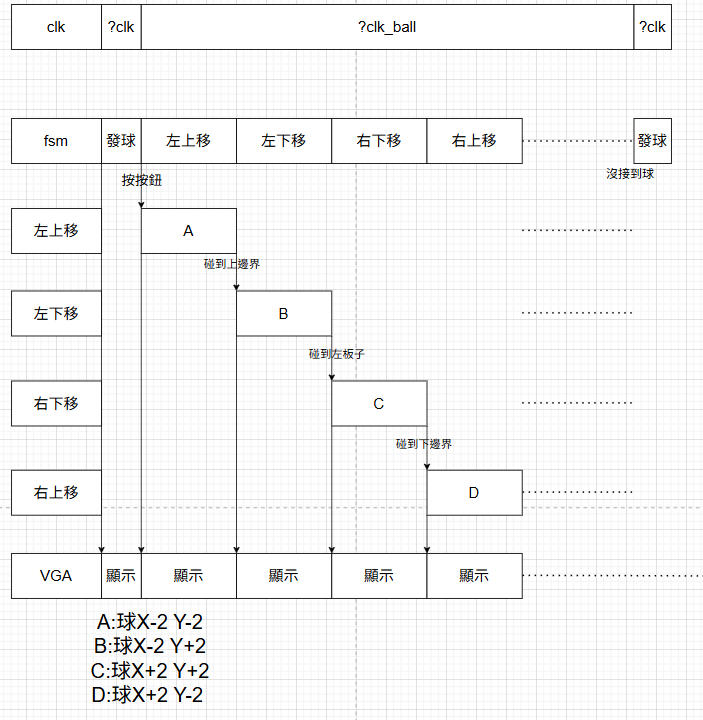 clk ?clk ?clk_ball ?clk
fsm 發球 左上移 左下移 右下移 右上移 發球
按按鈕 沒接到球
左上移 A
碰到上邊界
左下移 B
碰到左板子
右下移 C
碰到下邊界
右上移 D
VGA 顯示 顯示 顯示 顯示 顯示
A:球X-2 Y-2
B:球X-2 Y+2
C:球X+2 Y+2
D:球X+2 Y-2